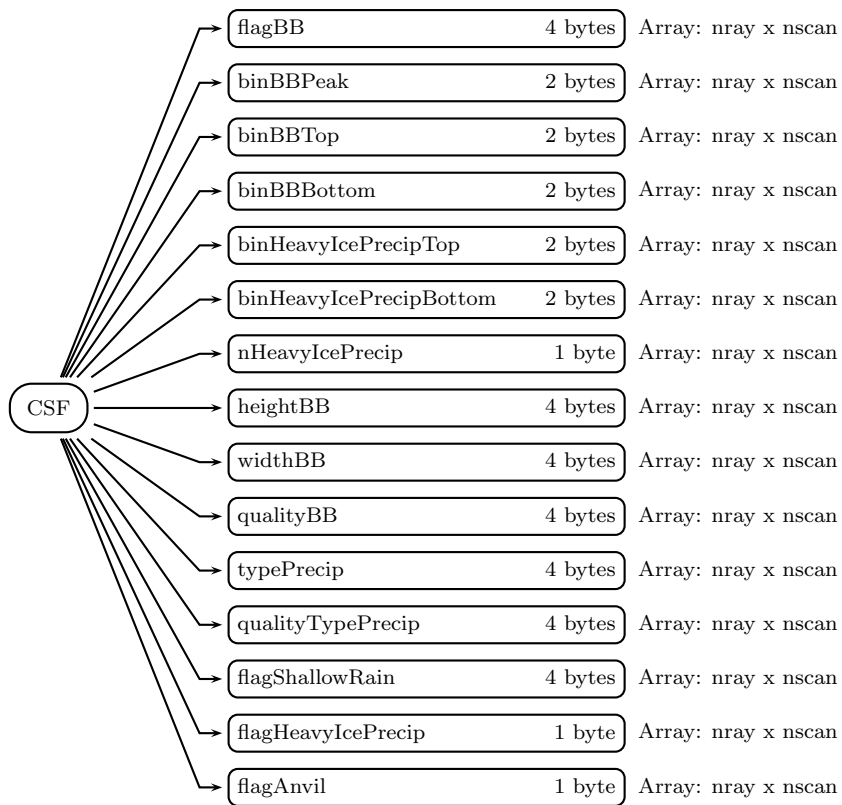 flagBB 4 bytes Array: nray x nscan
binBBPeak 2 bytes Array: nray x nscan
binBBTop 2 bytes Array: nray x nscan
binBBBottom 2 bytes Array: nray x nscan
binHeavyIcePrecipTop 2 bytes Array: nray x nscan
binHeavyIcePrecipBottom 2 bytes Array: nray x nscan
nHeavyIcePrecip 1 byte Array: nray x nscan
CSF heightBB 4 bytes Array: nray x nscan
widthBB 4 bytes Array: nray x nscan
qualityBB 4 bytes Array: nray x nscan
typePrecip 4 bytes Array: nray x nscan
qualityTypePrecip 4 bytes Array: nray x nscan
flagShallowRain 4 bytes Array: nray x nscan
flagHeavyIcePrecip 1 byte Array: nray x nscan
flagAnvil 1 byte Array: nray x nscan